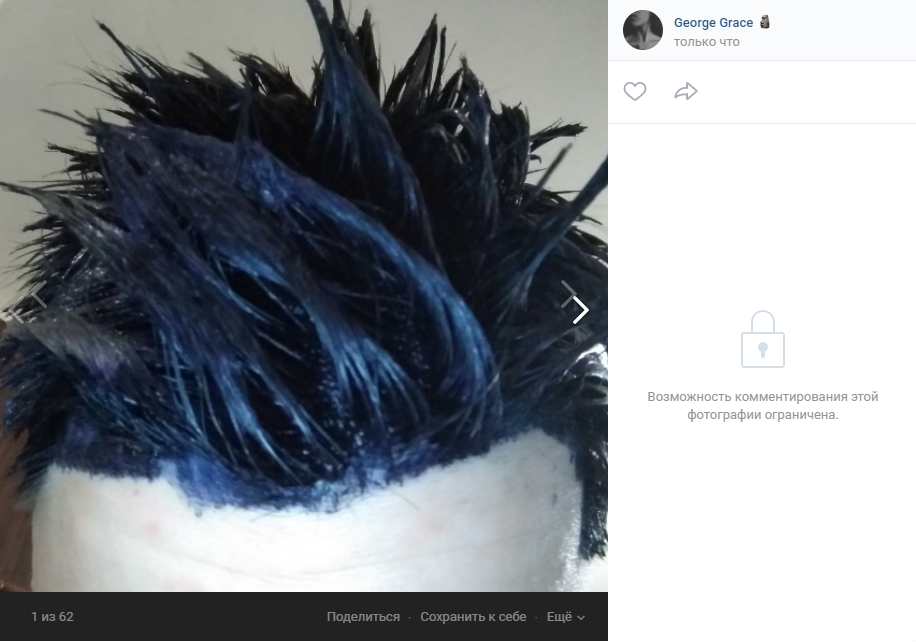 George Grace
только что
Возможность комментирования этой
фотографии ограничена.
1 из 62
Поделиться · Сохранить к себе · Ещё